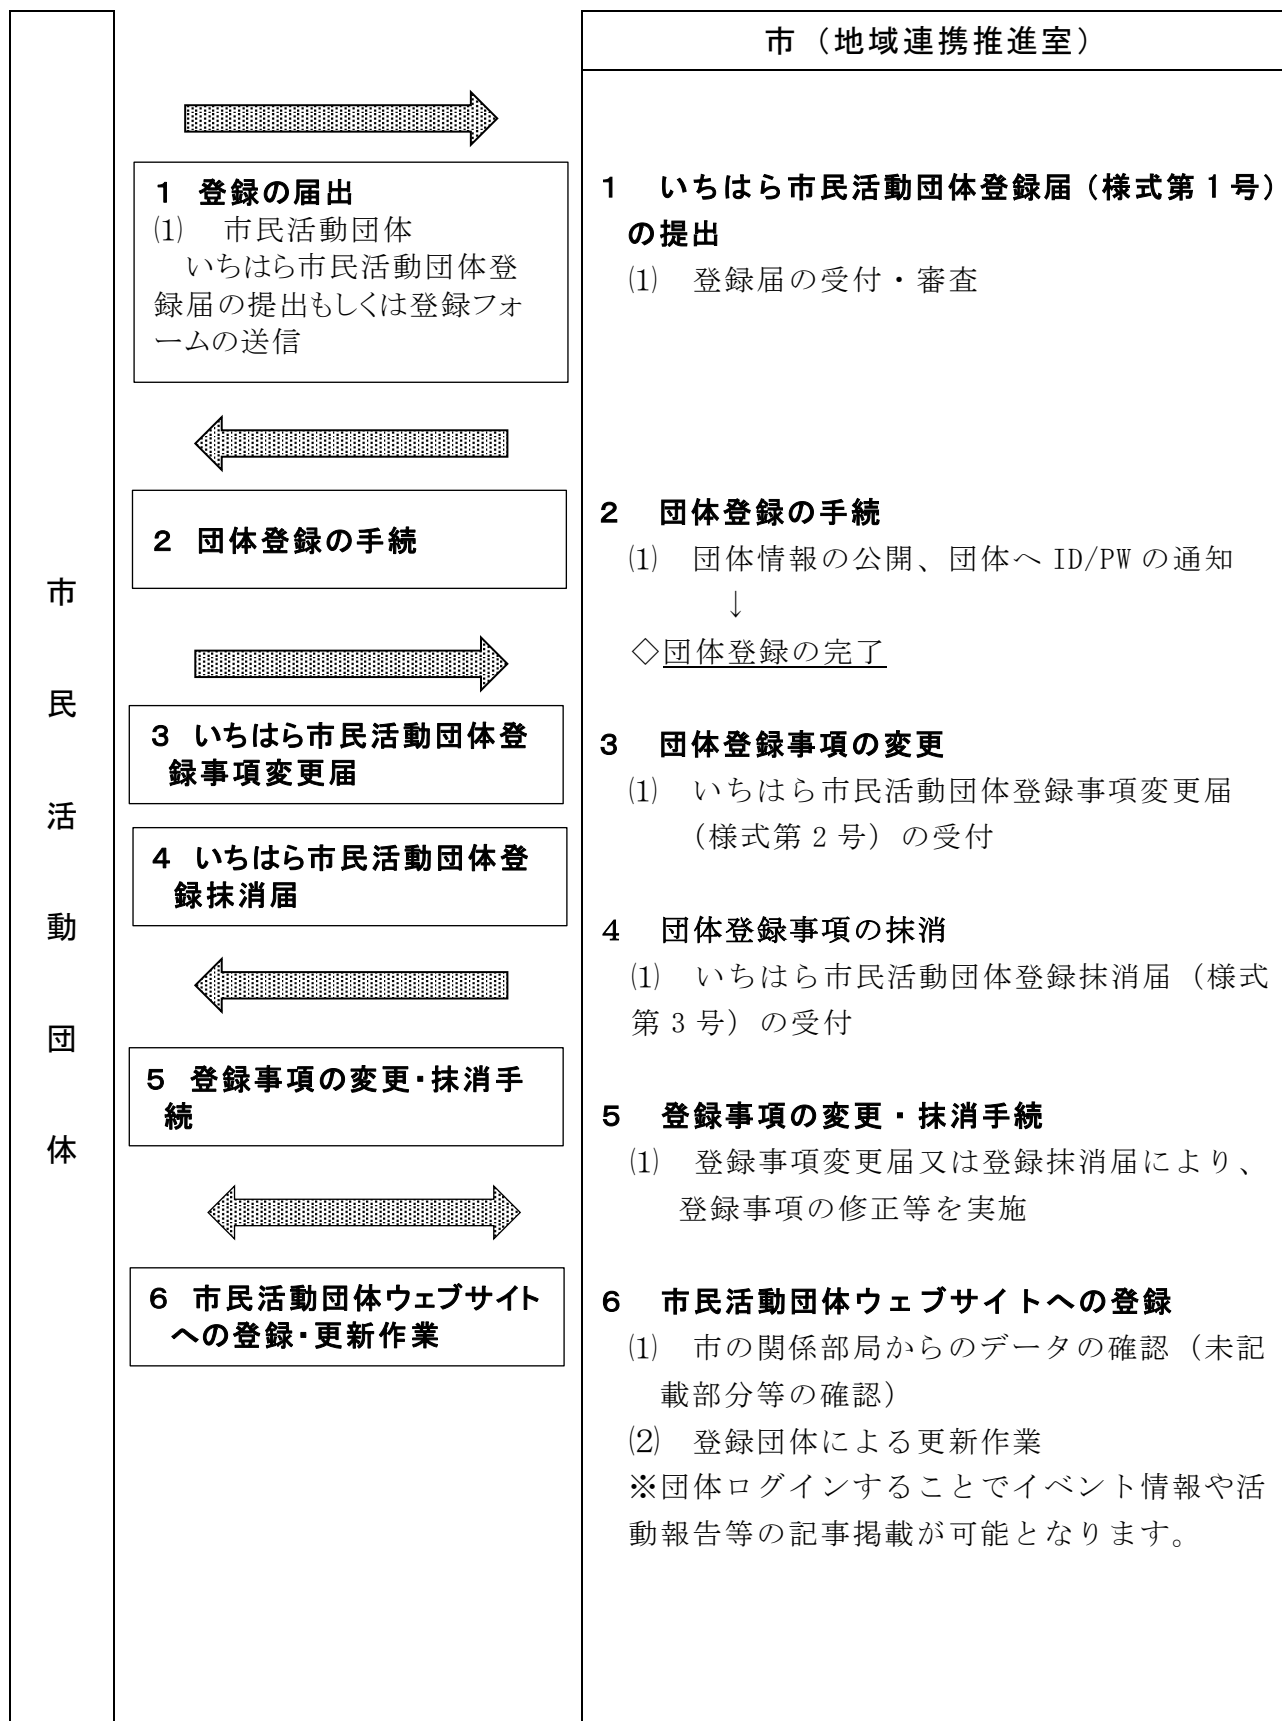 市（地域連携推進室）
市
民
活
動
団
体
１ 登録の届出
⑴　市民活動団体
いちはら市民活動団体登
録届の提出もしくは登録フォ
ームの送信
２ 団体登録の手続
３ いちはら市民活動団体登
録事項変更届
４ いちはら市民活動団体登
録抹消届
５ 登録事項の変更・抹消手
続
６ 市民活動団体ウェブサイト
への登録・更新作業
１　いちはら市民活動団体登録届（様式第１号）
の提出
⑴　登録届の受付・審査
２　団体登録の手続
⑴　団体情報の公開、団体へ ID/PW の通知
↓
◇団体登録の完了
３　団体登録事項の変更
⑴　いちはら市民活動団体登録事項変更届
（様式第 2 号）の受付
４　団体登録事項の抹消
⑴　いちはら市民活動団体登録抹消届（様式
第 3 号）の受付
５　登録事項の変更・抹消手続
⑴　登録事項変更届又は登録抹消届により、
登録事項の修正等を実施
６　市民活動団体ウェブサイトへの登録
⑴　市の関係部局からのデータの確認（未記
載部分等の確認）
⑵　登録団体による更新作業
※団体ログインすることでイベント情報や活
動報告等の記事掲載が可能となります。